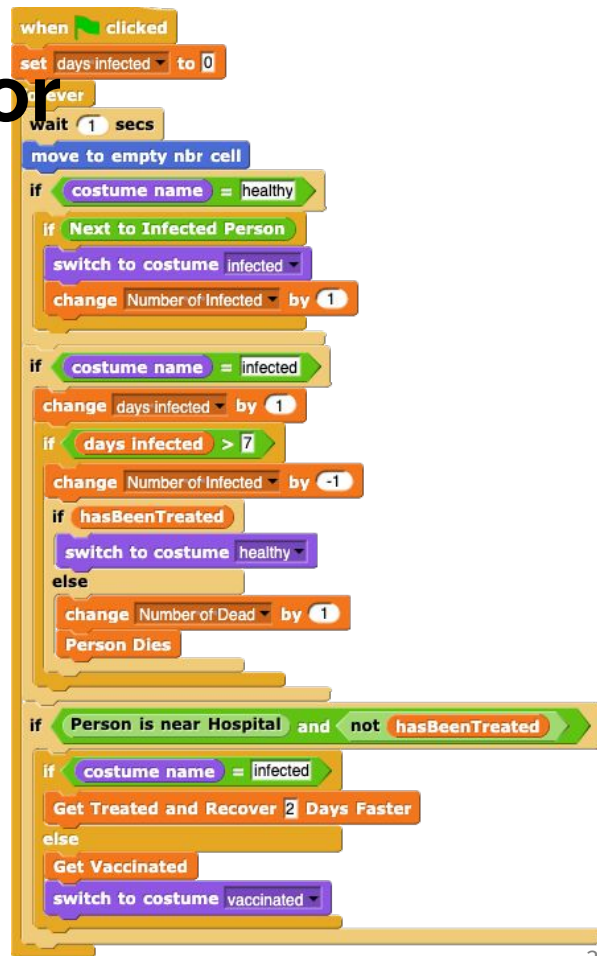 when clicked
set days infected to 0
or
forever
wait 1 secs
move to empty nbr cell
if costume name = healthy
if Next to Infected Person
switch to costume infected
change Number of Infected by 1
if costume name = infected
change days infected by 1
if days infected > 7
change Number of Infected by -1
if hasBeenTreated
switch to costume healthy
else
change Number of Dead by 1
Person Dies
if Person is near Hospital and not hasBeenTreated
if costume name = infected
Get Treated and Recover 2 Days Faster
else
Get Vaccinated
switch to costume vaccinated